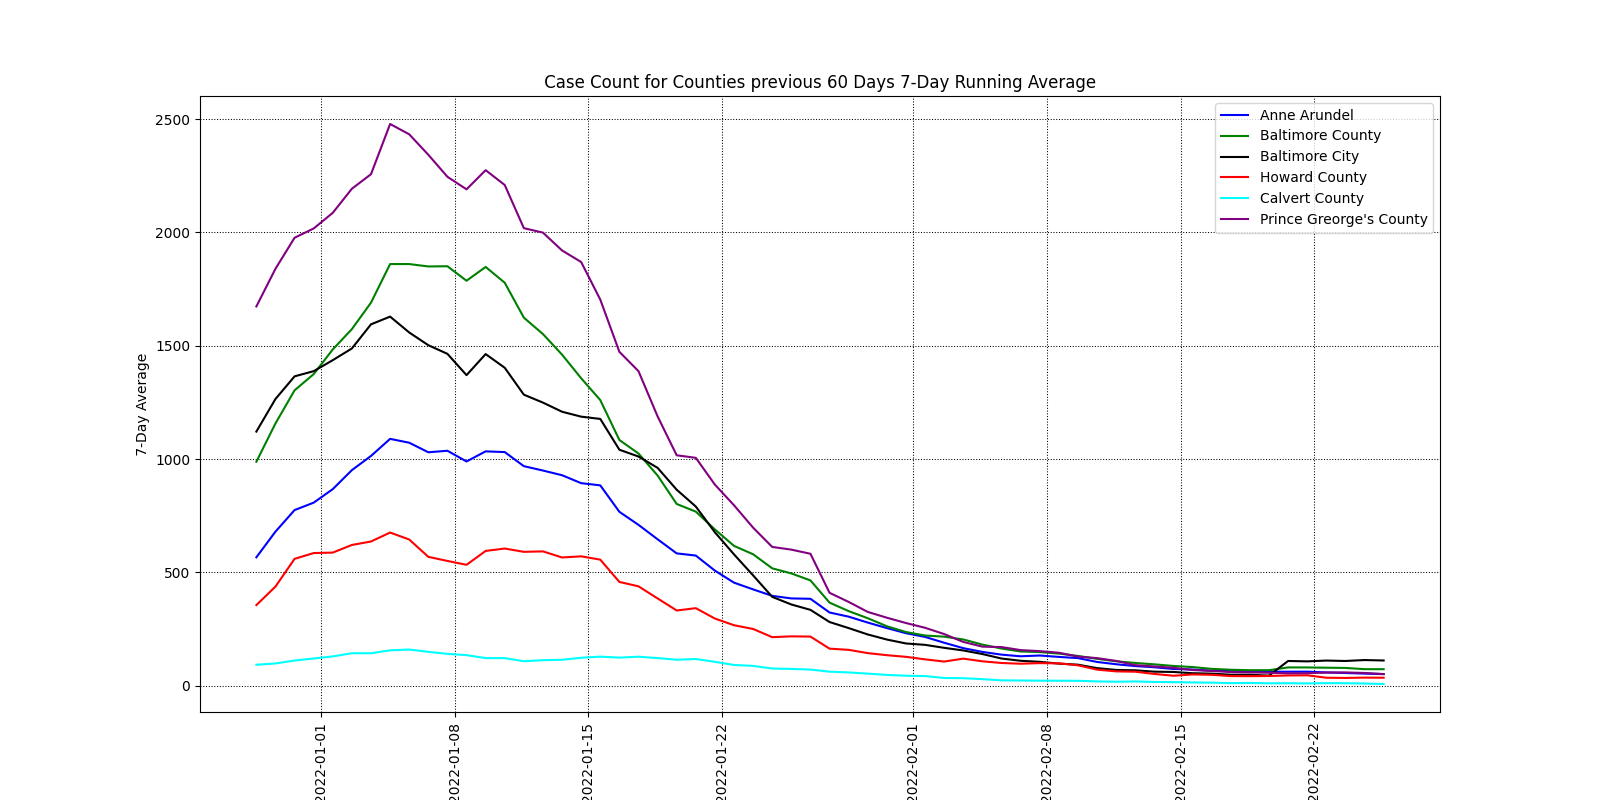 Case Count for Counties previous 60 Days 7-Day Running Average
Anne Arundel
Baltimore County
Baltimore City
Howard County
Calvert County
Prince Greorge's County
7-Day Average
2500
2000
1500
1000
500
0
2022-01-01
2022-01-08
2022-01-15
2022-01-22
2022-02-01
2022-02-08
2022-02-15
2022-02-22